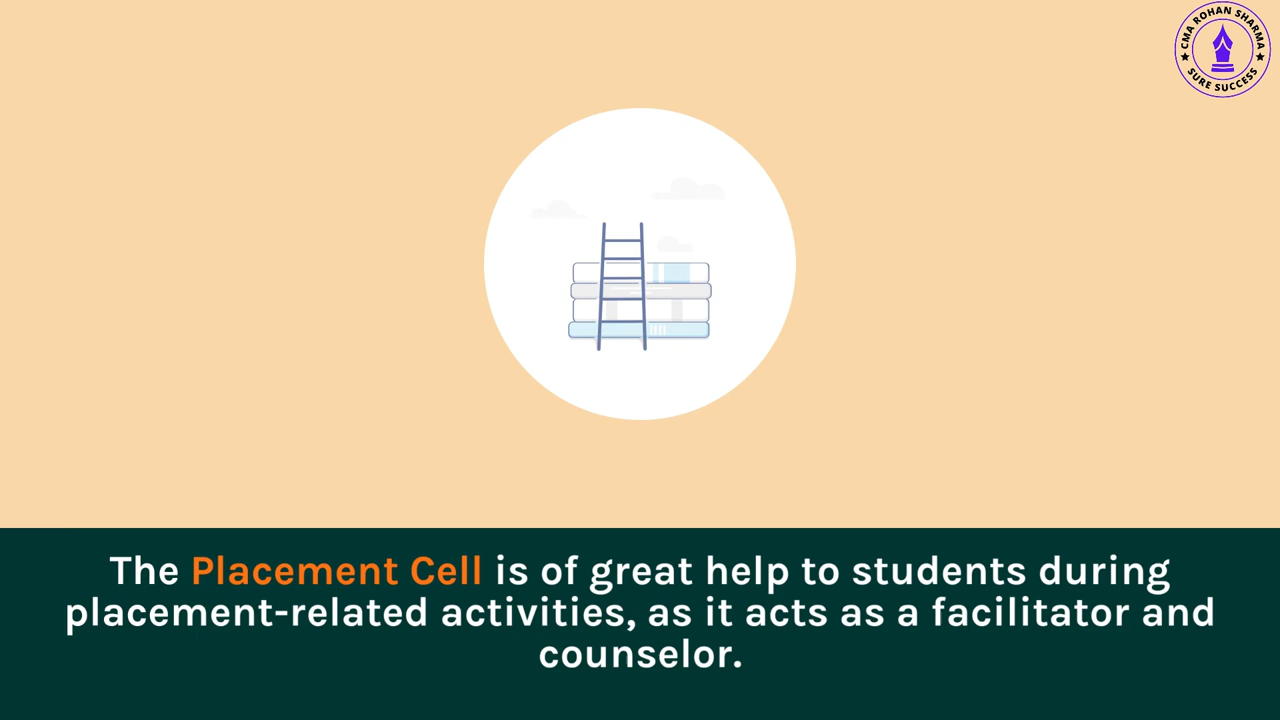 CMA ROHAN SHARMA
★ ★
SURE SUCCESS
The Placement Cell is of great help to students during
placement-related activities, as it acts as a facilitator and
counselor.